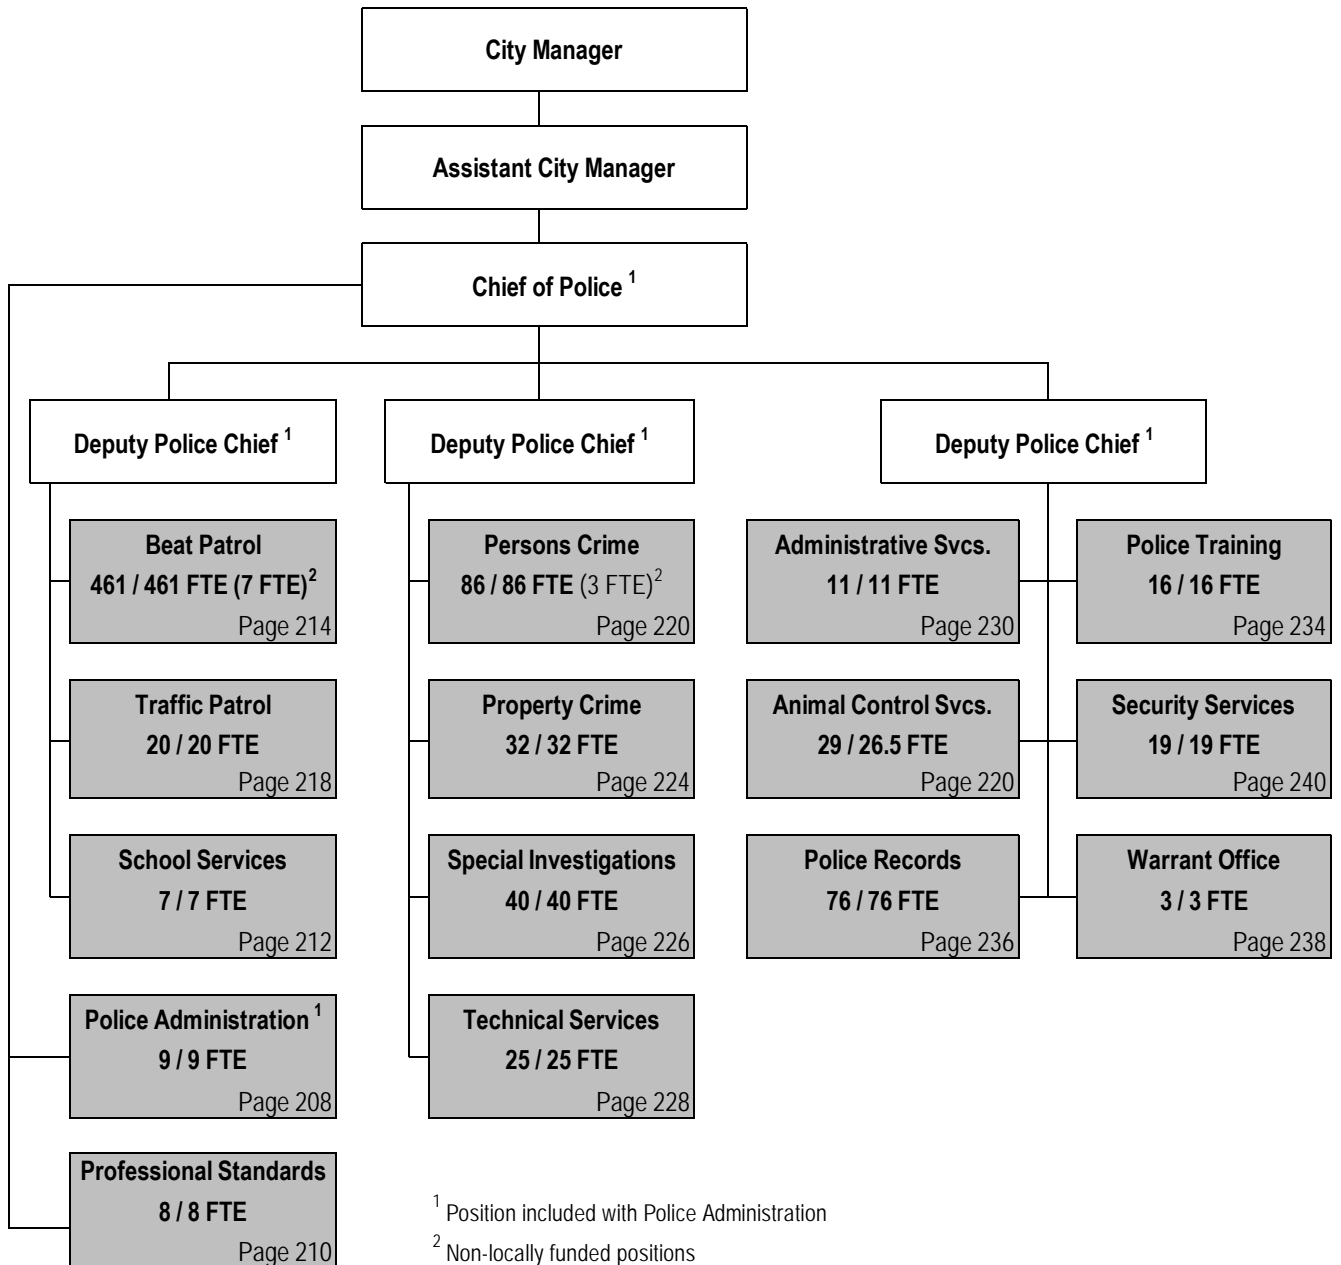 City Manager
Assistant City Manager
Chief of Police 1
Deputy Police Chief 1
Deputy Police Chief 1
Deputy Police Chief 1
Beat Patrol
461 / 461 FTE (7 FTE)2
Page 214
Traffic Patrol
20 / 20 FTE
Page 218
School Services
7 / 7 FTE
Page 212
Police Administration 1
9 / 9 FTE
Page 208
Professional Standards
8 / 8 FTE
Page 210
Persons Crime
86 / 86 FTE (3 FTE)2
Page 220
Property Crime
32 / 32 FTE
Page 224
Special Investigations
40 / 40 FTE
Page 226
Technical Services
25 / 25 FTE
Page 228
Administrative Svcs.
11 / 11 FTE
Page 230
Animal Control Svcs.
29 / 26.5 FTE
Page 220
Police Records
76 / 76 FTE
Page 236
Police Training
16 / 16 FTE
Page 234
Security Services
19 / 19 FTE
Page 240
Warrant Office
3 / 3 FTE
Page 238
1 Position included with Police Administration
2 Non-locally funded positions